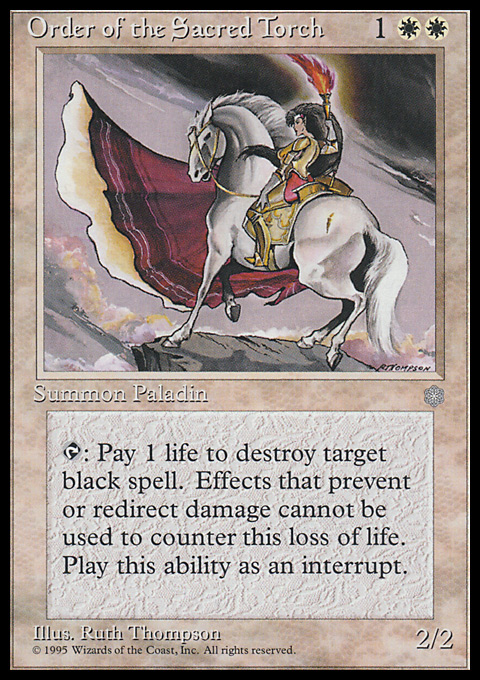 Order of the Sacred Torch 1
RTHOMPSON
Summon Paladin
: Pay 1 life to destroy target
black spell. Effects that prevent
or redirect damage cannot be
used to counter this loss of life.
Play this ability as an interrupt.
Illus. Ruth Thompson
2/2
© 1995 Wizards of the Coast, Inc. All rights reserved.